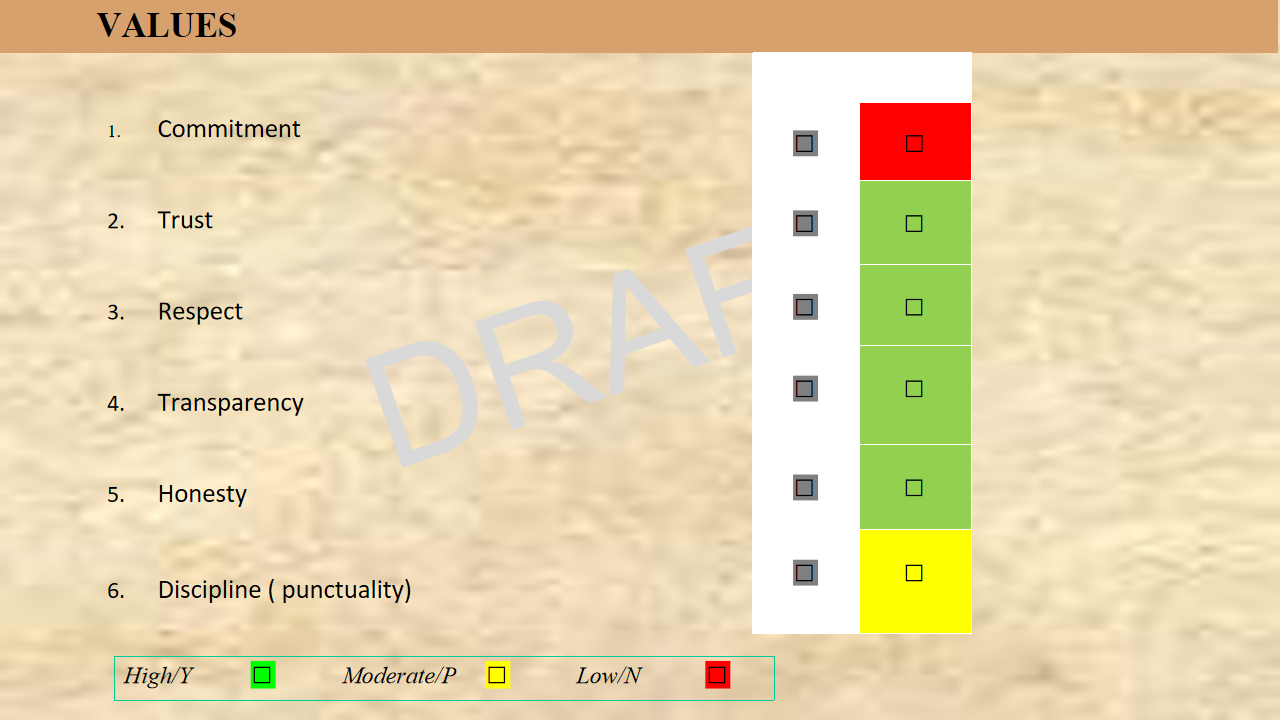 VALUES
1. Commitment
2. Trust
3. Respect
4. Transparency
5. Honesty
6. Discipline ( punctuality)
DRAF
High/Y Moderate/P Low/N